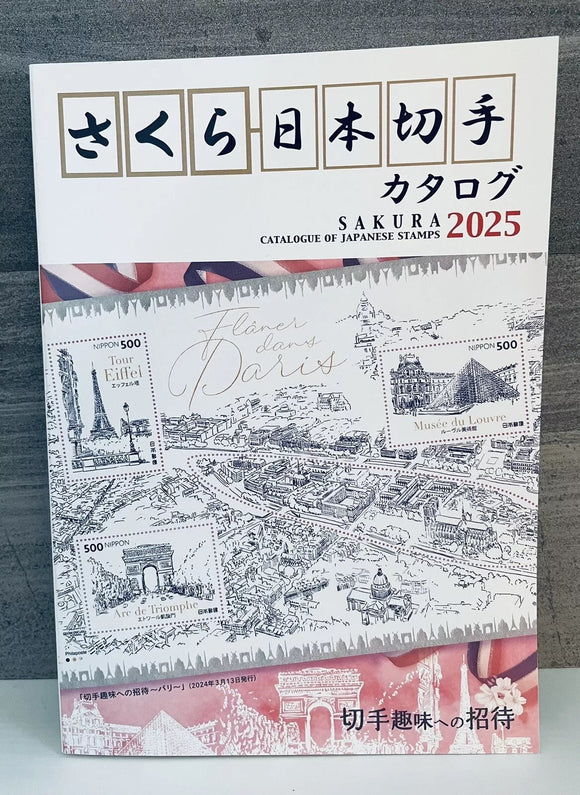 さくら日本切手
カタログ
SAKURA
CATALOGUE OF JAPANESE STAMPS 2025
Flâner
dans
Paris
NIPPON 500
Tour
Eiffel
エッフェル塔
日本郵便
NIPPON 500
Musée du Louvre
ルーヴル美術館
日本郵便
500 NIPPON
Arc de Triomphe
エトワール凱旋門
日本郵便
「切手趣味への招待〜パリ〜」(2024年3月13日発行)
切手趣味への招待